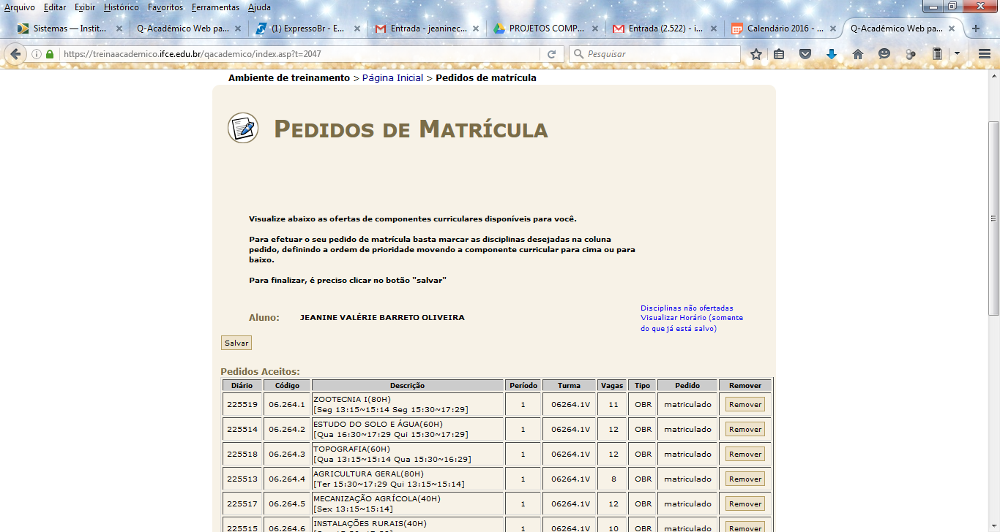 Arquivo Editar Exibir Histórico Favoritos Ferramentas Ajuda
Sistemas — Instit... Q-Acadêmico Web pa... (1) ExpressoBr - E... Entrada - jeaninec... PROJETOS COMP... Entrada (2.522) - i... Calendário 2016 - ... Q-Acadêmico Web pa...
https://treinaacademico.ifce.edu.br/qacademico/index.asp?t=2047 Pesquisar
Ambiente de treinamento > Página Inicial > Pedidos de matrícula
PEDIDOS DE MATRÍCULA
Visualize abaixo as ofertas de componentes curriculares disponíveis para você.
Para efetuar o seu pedido de matrícula basta marcar as disciplinas desejadas na coluna
pedido, definindo a ordem de prioridade movendo a componente curricular para cima ou para
baixo.
Para finalizar, é preciso clicar no botão "salvar"
Disciplinas não ofertadas
Aluno: JEANINE VALÉRIE BARRETO OLIVEIRA Visualizar Horário (somente
do que já está salvo)
Salvar
Pedidos Aceitos:
Diário Código Descrição Período Turma Vagas Tipo Pedido Remover
225519 06.264.1 ZOOTECNIA I(80H) 1 06264.1V 11 OBR matriculado Remover
[Seg 13:15~15:14 Seg 15:30~17:29]
225514 06.264.2 ESTUDO DO SOLO E ÁGUA(60H) 1 06264.1V 12 OBR matriculado Remover
[Qua 16:30~17:29 Qui 15:30~17:29]
225518 06.264.3 TOPOGRAFIA(60H) 1 06264.1V 12 OBR matriculado Remover
[Qua 13:15~15:14 Qua 15:30~16:29]
225513 06.264.4 AGRICULTURA GERAL(80H) 1 06264.1V 8 OBR matriculado Remover
[Ter 15:30~17:29 Qui 13:15~15:14]
225517 06.264.5 MECANIZAÇÃO AGRÍCOLA(40H) 1 06264.1V 12 OBR matriculado Remover
[Sex 13:15~15:14]
225515 06.264.6 INSTALAÇÕES RURAIS(40H) 1 06264.1V 10 OBR matriculado Remover